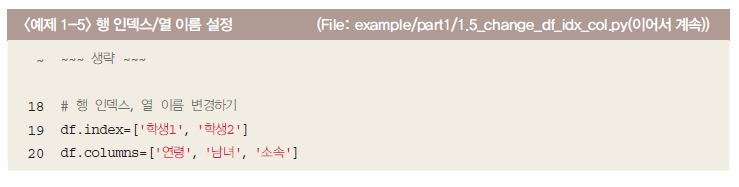 <예제 1-5> 행 인덱스/열 이름 설정 (File: example/part1/1.5_change_df_idx_col.py(이어서 계속))
~ ~~~ 생략 ~~~
18 # 행 인덱스, 열 이름 변경하기
19 df.index=['학생1', '학생2']
20 df.columns=['연령', '남녀', '소속']